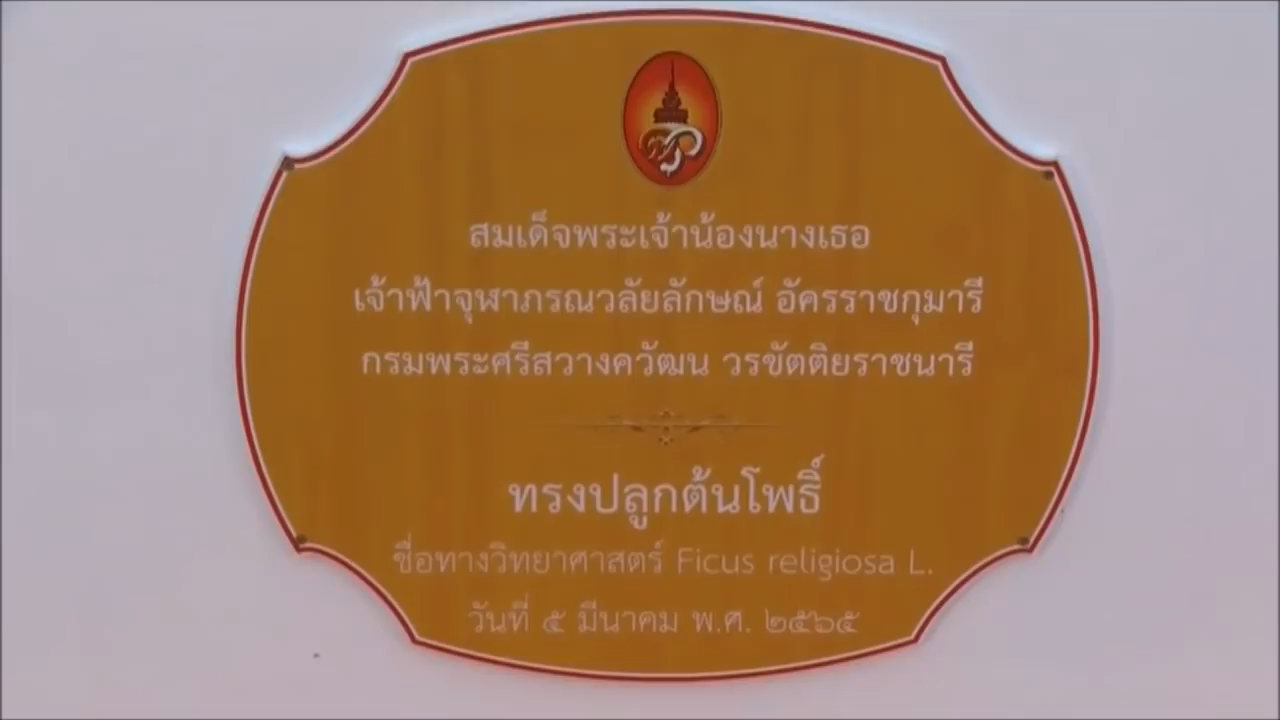 สมเด็จพระเจ้าน้องนางเธอ
เจ้าฟ้าจุฬาภรณวลัยลักษณ์ อัครราชกุมารี
กรมพระศรีสวางควัฒน วรขัตติยราชนารี
ทรงปลูกต้นโพธิ์
ชื่อทางวิทยาศาสตร์ Ficus religiosa L.
วันที่ ๕ มีนาคม พ.ศ. ๒๕๖๕